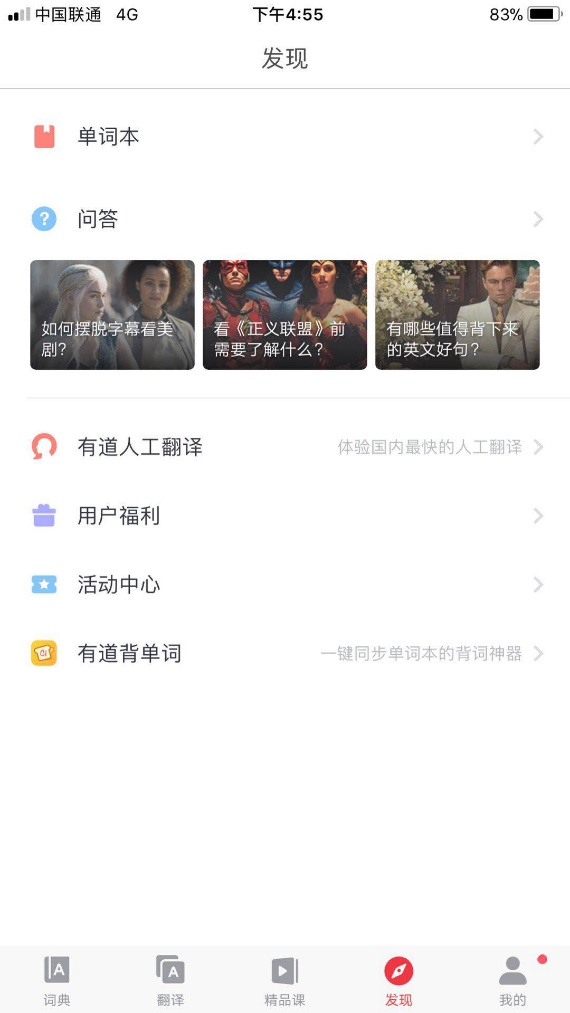 中国联通 4G 下午4:55 83%
发现
单词本
问答
如何摆脱字幕看美
剧?
看《正义联盟》前
需要了解什么?
有哪些值得背下来
的英文好句?
有道人工翻译 体验国内最快的人工翻译
用户福利
活动中心
有道背单词 一键同步单词本的背词神器
词典 翻译 精品课 发现 我的